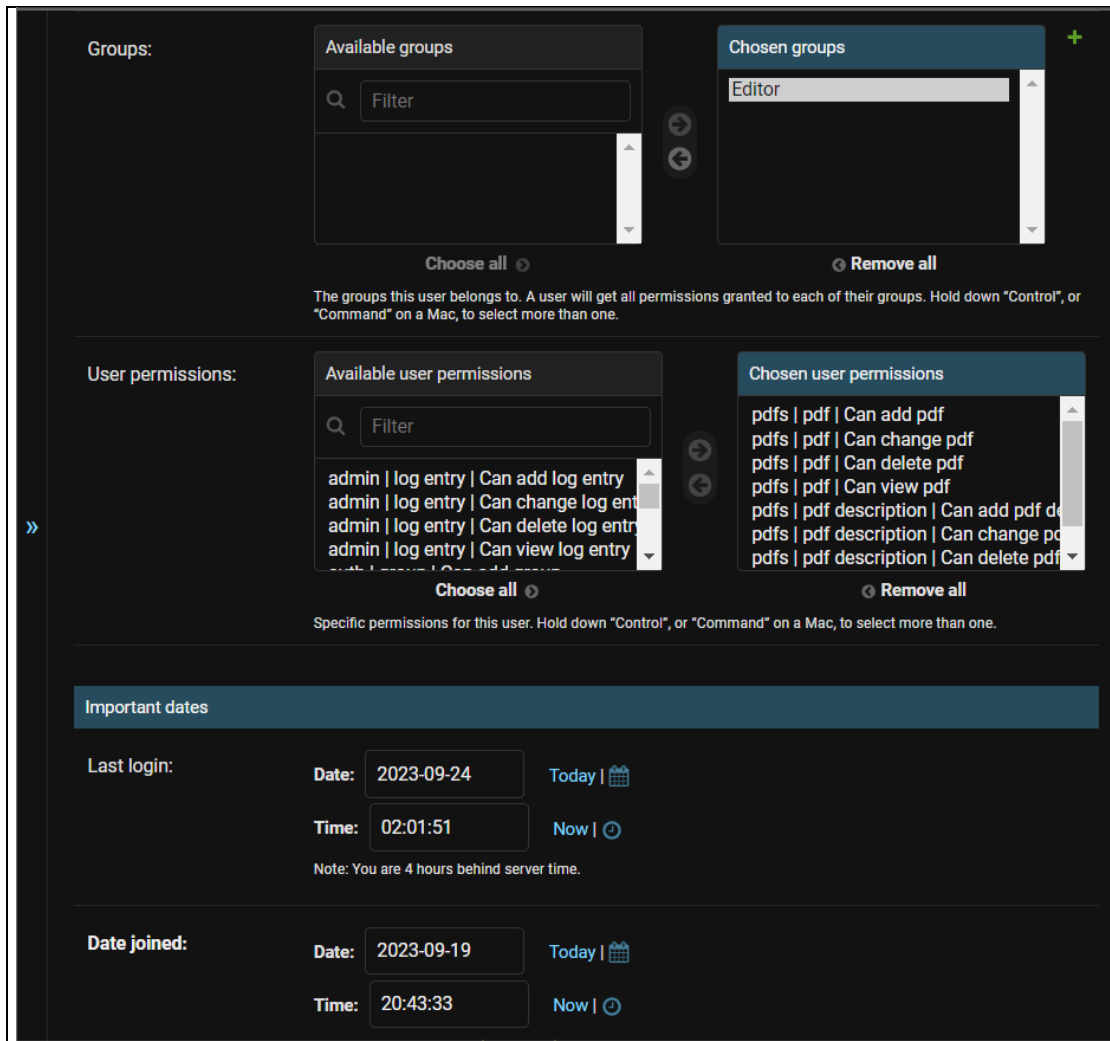 Groups:
Available groups
Chosen groups
Filter
Editor
Choose all
Remove all
The groups this user belongs to. A user will get all permissions granted to each of their groups. Hold down “Control”, or
“Command” on a Mac, to select more than one.
User permissions:
Available user permissions
Chosen user permissions
Filter
admin | log entry | Can add log entry
admin | log entry | Can change log ent
admin | log entry | Can delete log entry
admin | log entry | Can view log entry
auth | group | Can add group
pdfs | pdf | Can add pdf
pdfs | pdf | Can change pdf
pdfs | pdf | Can delete pdf
pdfs | pdf | Can view pdf
pdfs | pdf description | Can add pdf de
pdfs | pdf description | Can change pd
pdfs | pdf description | Can delete pdf
Choose all
Remove all
Specific permissions for this user. Hold down “Control”, or “Command” on a Mac, to select more than one.
Important dates
Last login:
Date: 2023-09-24 Today |
Time: 02:01:51 Now |
Note: You are 4 hours behind server time.
Date joined:
Date: 2023-09-19 Today |
Time: 20:43:33 Now |